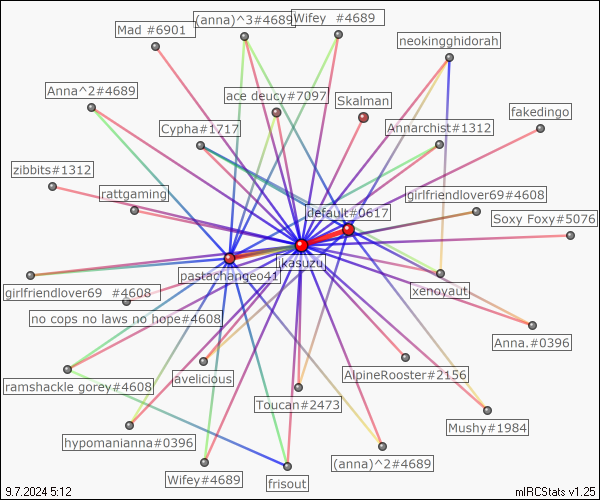 (anna)^3#4689
Wifey  #4689
Mad #6901
neokingghidorah
Anna^2#4689
ace deucy#7097
Skalman
fakedingo
Cypha#1717
Annarchist#1312
zibbits#1312
rattgaming
girlfriendlover69#4608
default#0617
Soxy Foxy#5076
jkasuzu
pastachangeo41
girlfriendlover69  #4608
xenoyaut
no cops no laws no hope#4608
Anna.#0396
ramshackle gorey#4608
avelicious
AlpineRooster#2156
Toucan#2473
Mushy#1984
hypomanianna#0396
(anna)^2#4689
Wifey#4689
frisout
9.7.2024 5:12
mIRCStats v1.25